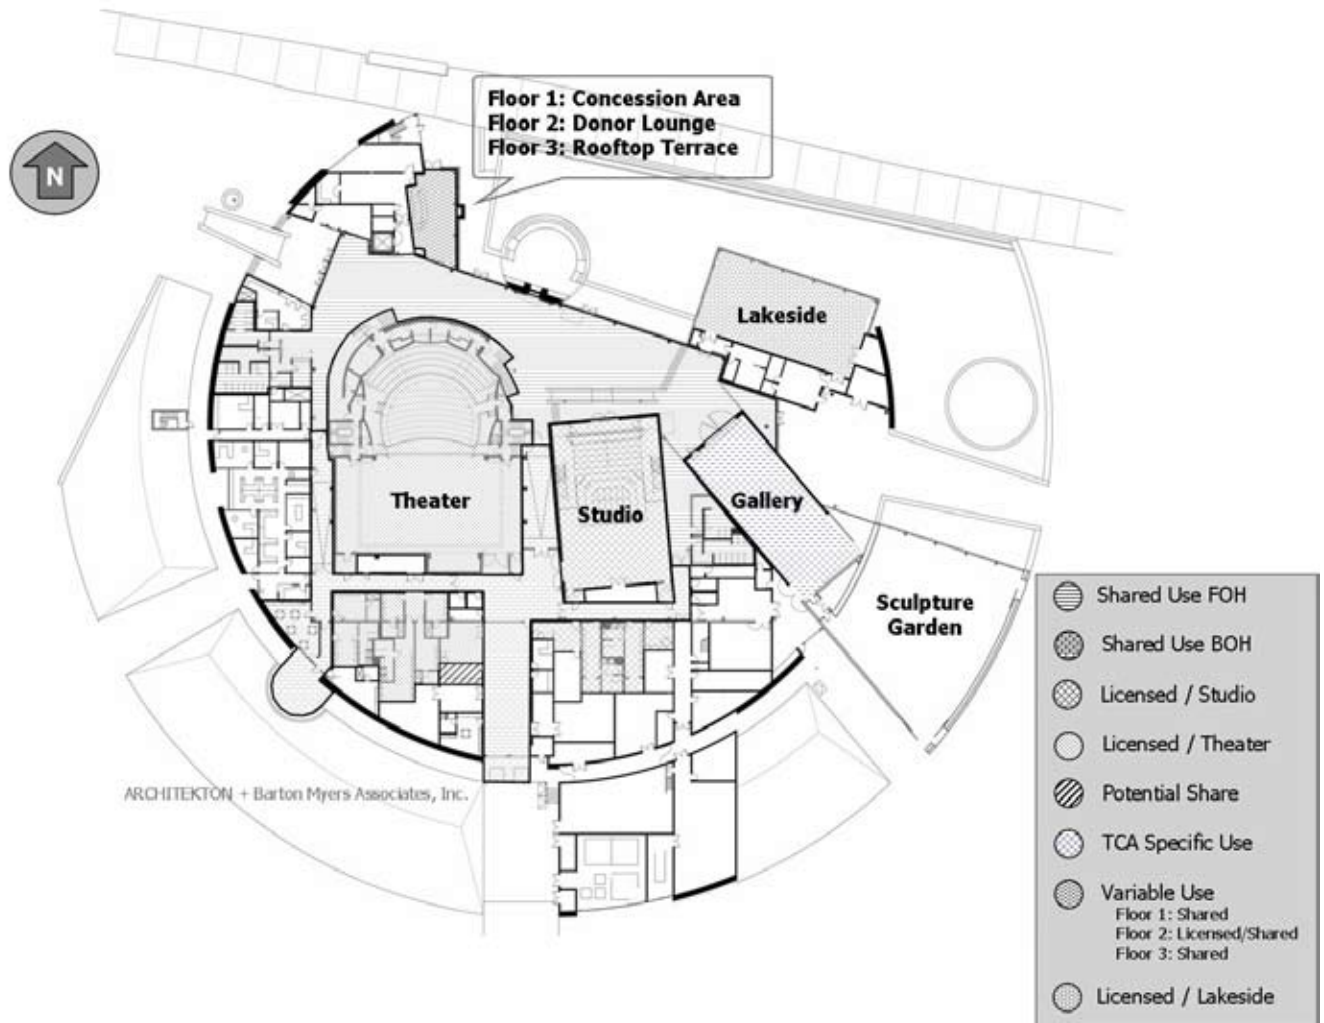 Floor 1: Concession Area
Floor 2: Donor Lounge
Floor 3: Rooftop Terrace
N
Lakeside
Theater
Studio
Gallery
Sculpture
Garden
ARCHITEKTON + Barton Myers Associates, Inc.
Shared Use FOH
Shared Use BOH
Licensed / Studio
Licensed / Theater
Potential Share
TCA Specific Use
Variable Use
Floor 1: Shared
Floor 2: Licensed/Shared
Floor 3: Shared
Licensed / Lakeside